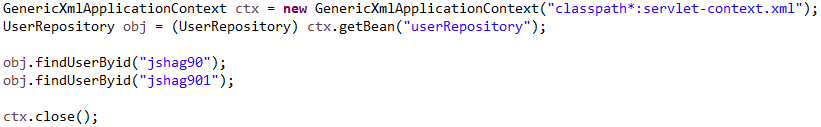 GenericXmlApplicationContext ctx = new GenericXmlApplicationContext("classpath*:servlet-context.xml");
UserRepository obj = (UserRepository) ctx.getBean("userRepository");
obj.findUserByid("jshag90");
obj.findUserByid("jshag901");
ctx.close();